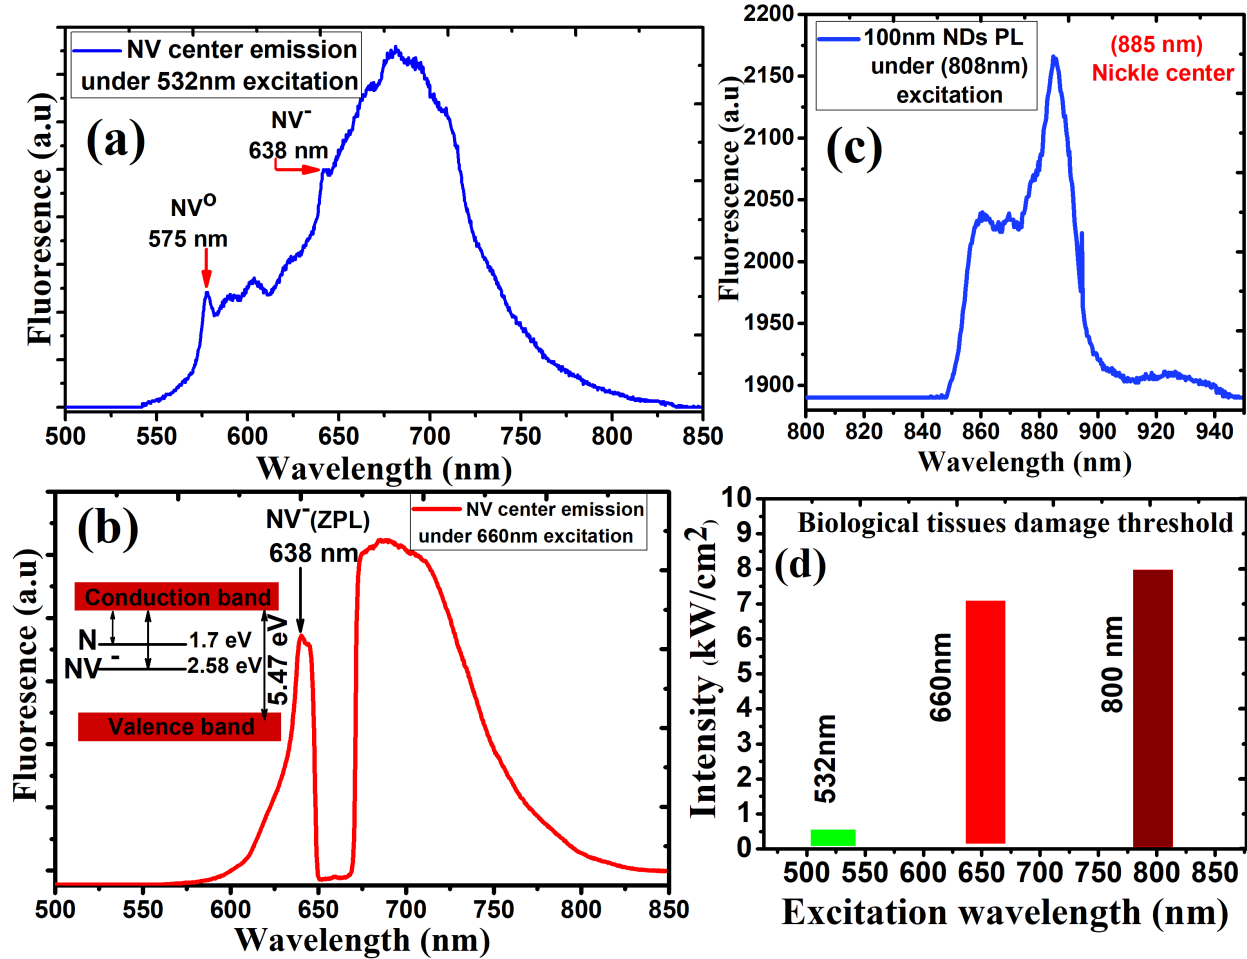 NV center emission
under 532nm excitation
(a)
NV-
638 nm
NVO
575 nm
Fluoresence (a.u)
500 550 600 650 700 750 800 850
Wavelength (nm)
2200
2150
2100
2050
2000
1950
1900
100nm NDs PL
under (808nm)
excitation
(885 nm)
Nickle center
(c)
Fluorescence (a.u)
800 820 840 860 880 900 920 940
Wavelength (nm)
(b)
NV-(ZPL)
638 nm
NV center emission
under 660nm excitation
Conduction band
N
1.7 eV
NV-
2.58 eV
5.47 eV
Valence band
Fluoresence (a.u)
500 550 600 650 700 750 800 850
Wavelength (nm)
10
9
8
7
6
5
4
3
2
1
0
Biological tissues damage threshold
(d)
532nm
660nm
800 nm
Intensity (kW/cm2)
500 550 600 650 700 750 800 850
Excitation wavelength (nm)